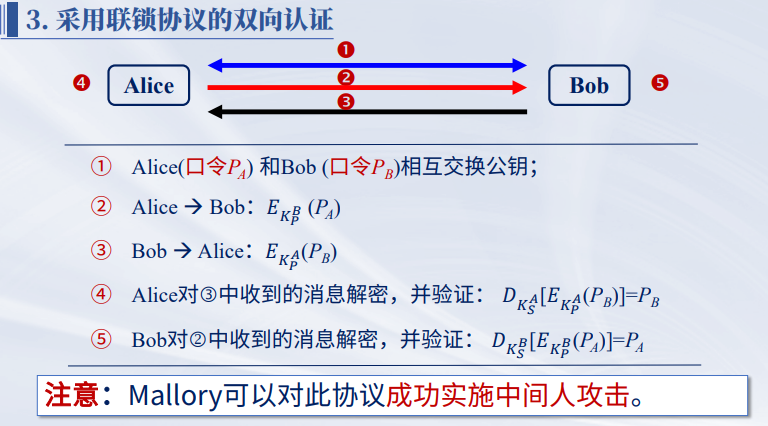 3. 采用联锁协议的双向认证
❶
❹ Alice ❷ Bob ❺
❸
① Alice(口令P_A) 和Bob (口令P_B)相互交换公钥；
② Alice → Bob：E_{K_P^B} (P_A)
③ Bob → Alice：E_{K_P^A}(P_B)
④ Alice对③中收到的消息解密，并验证： D_{K_S^A}[E_{K_P^A}(P_B)]=P_B
⑤ Bob对②中收到的消息解密，并验证： D_{K_S^B}[E_{K_P^B}(P_A)]=P_A
注意：Mallory可以对此协议成功实施中间人攻击。